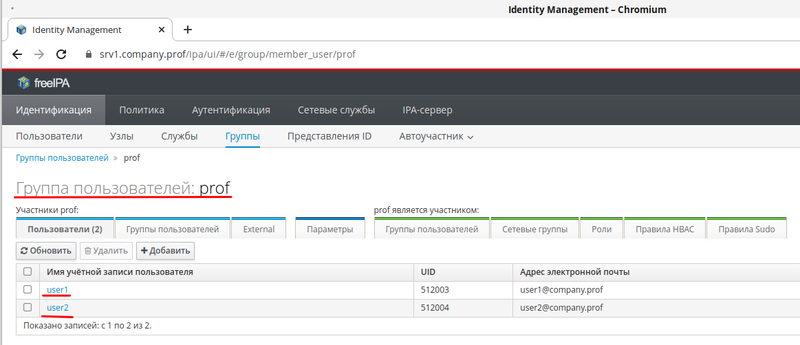 Identity Management – Chromium
Identity Management
srv1.company.prof/ipa/ui/#/e/group/member_user/prof
freeIPA
Идентификация Политика Аутентификация Сетевые службы IPA-сервер
Пользователи Узлы Службы Группы Представления ID Автоучастник
Группы пользователей » prof
Группа пользователей: prof
Участники prof: prof является участником:
Пользователи (2) Группы пользователей External Параметры Группы пользователей Сетевые группы Роли Правила HBAC Правила Sudo
Обновить Удалить Добавить
Имя учётной записи пользователя UID Адрес электронной почты
user1 512003 user1@company.prof
user2 512004 user2@company.prof
Показано записей: с 1 по 2 из 2.